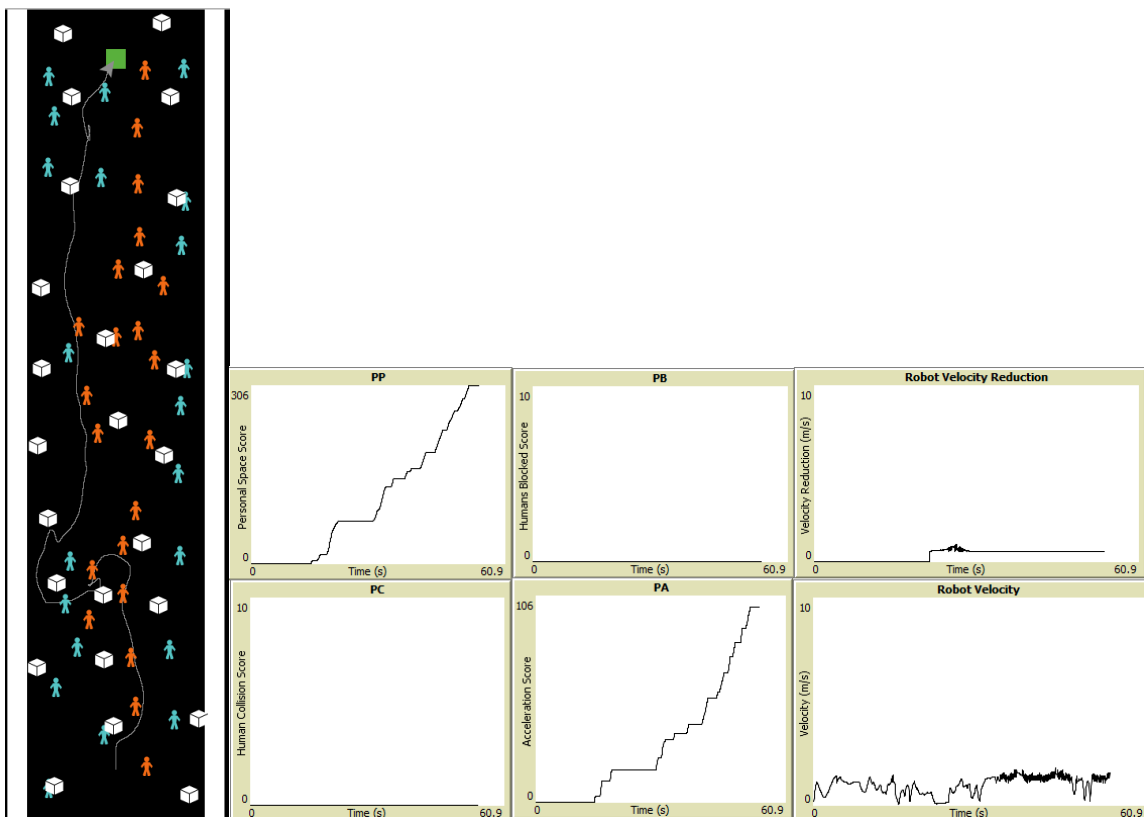 PP
306
Personal Space Score
0
0
Time (s)
60.9
PB
10
Humans Blocked Score
0
0
Time (s)
60.9
Robot Velocity Reduction
10
Velocity Reduction (m/s)
0
0
Time (s)
60.9
PC
10
Human Collision Score
0
0
Time (s)
60.9
PA
106
Acceleration Score
0
0
Time (s)
60.9
Robot Velocity
10
Velocity (m/s)
0
0
Time (s)
60.9